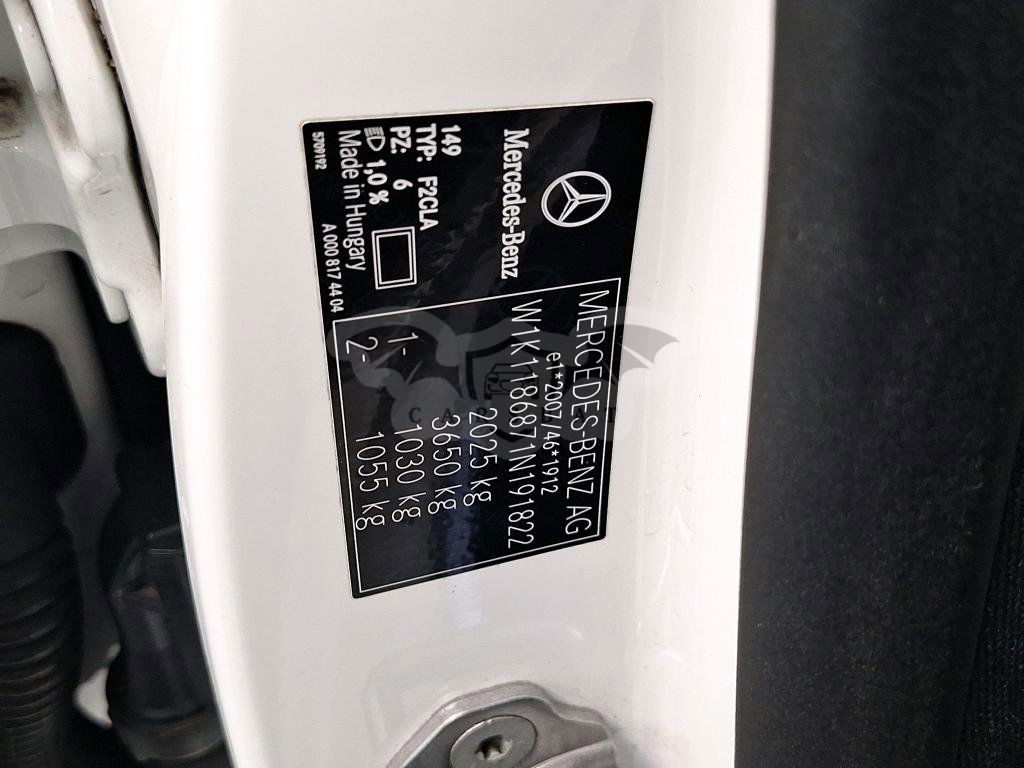 Mercedes-Benz
149
TYP: F2CLA
PZ: 6
1,0 %
Made in Hungary
5709192
A 000 817 44 04
MERCEDES-BENZ AG
e1*2007/46*1912
W1K1186871N191822
2025 kg
3650 kg
1- 1030 kg
2- 1055 kg